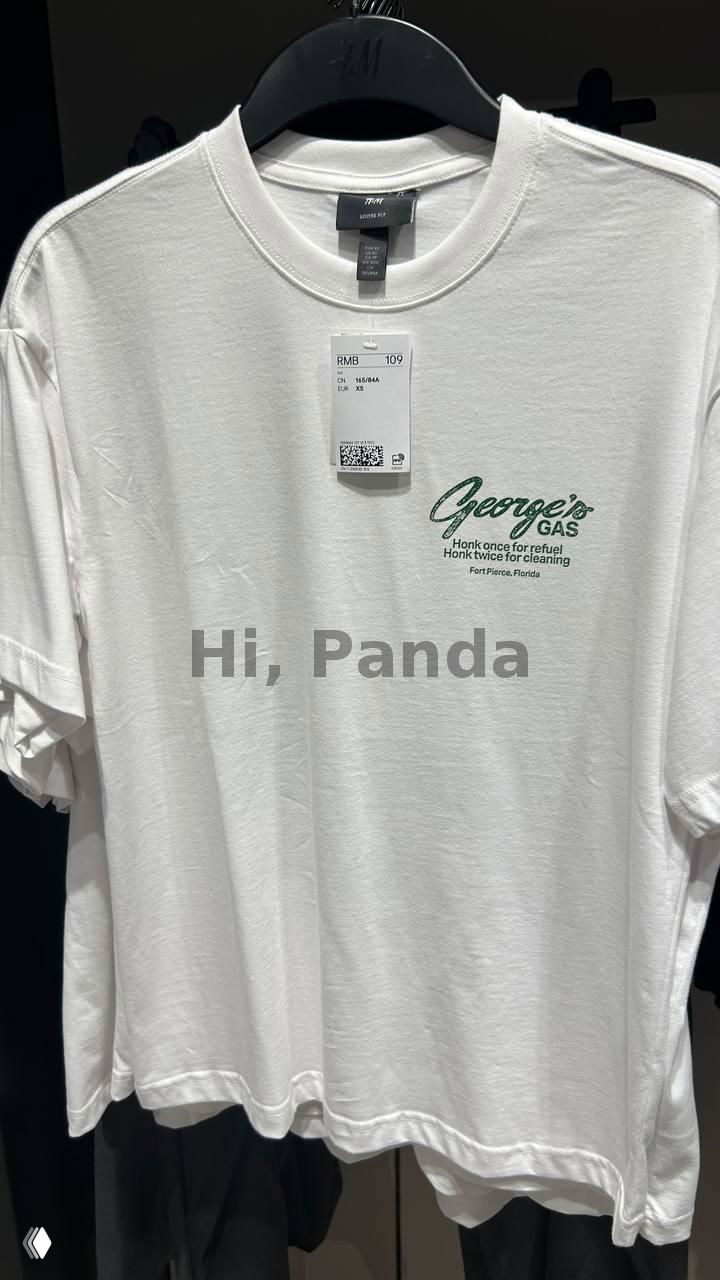 H&M
H&M
LOOSE FIT
RMB 109
CN 165/84A
EUR XS
George's
GAS
Honk once for refuel
Honk twice for cleaning
Fort Pierce, Florida
Hi, Panda